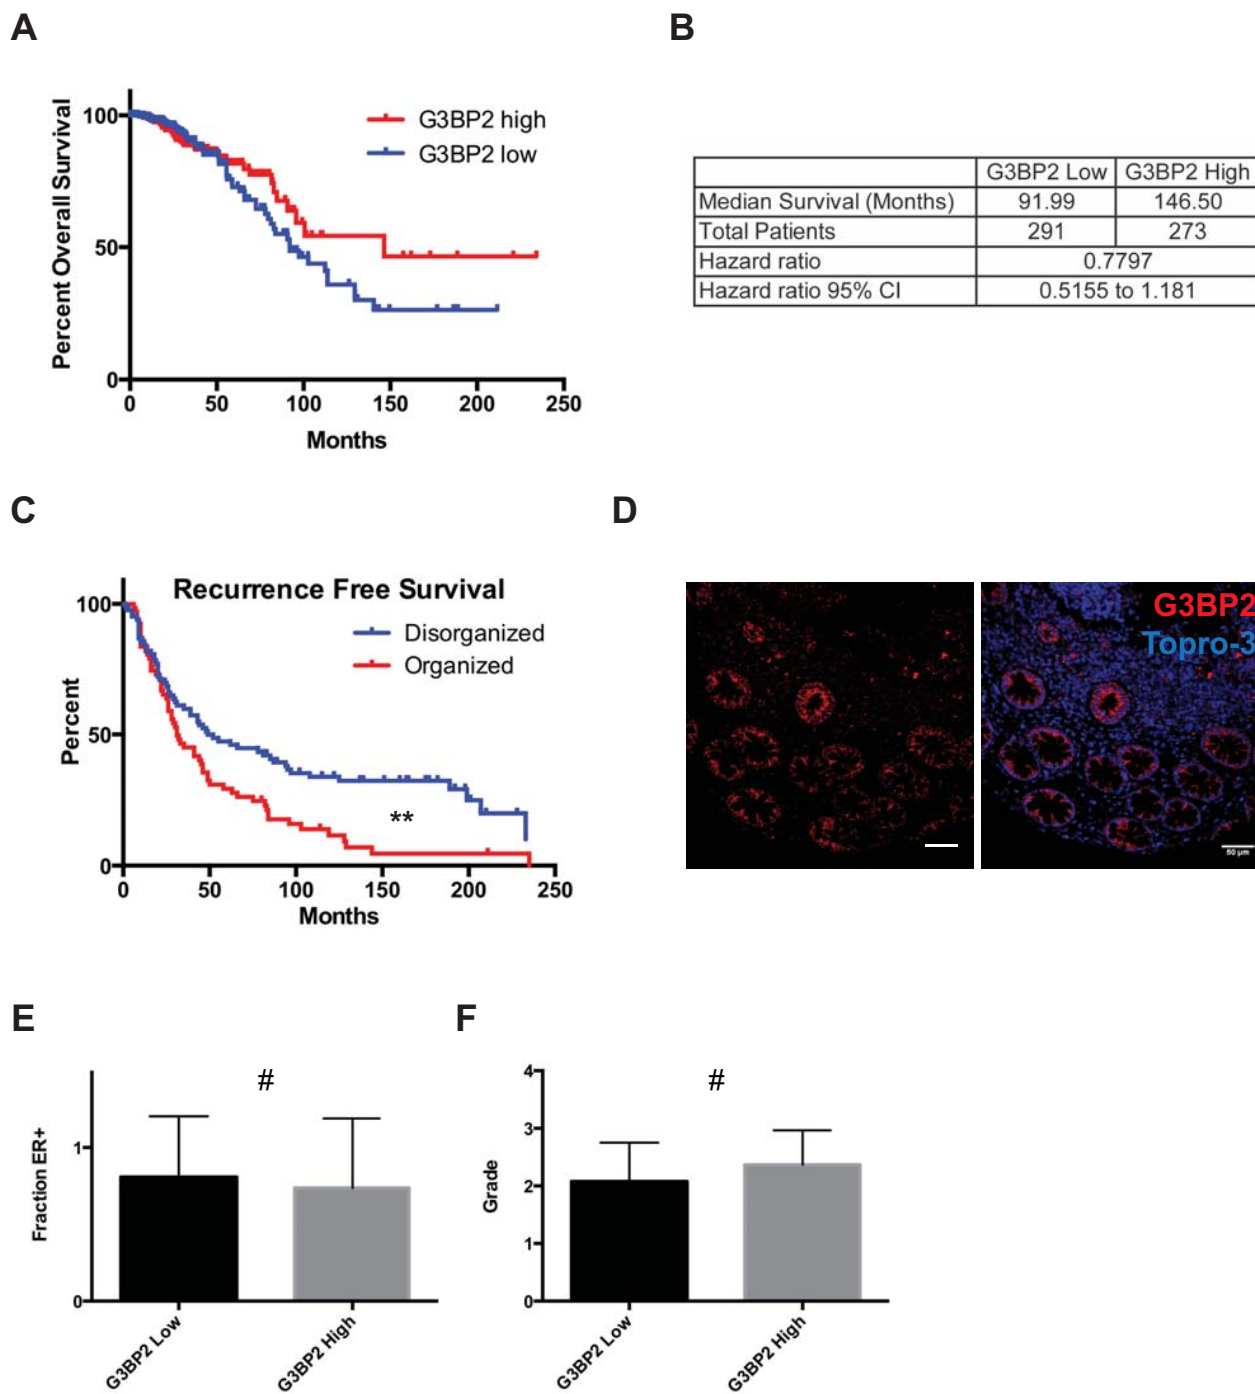 A
Percent Overall Survival
100
50
0
0 50 100 150 200 250
Months
G3BP2 high
G3BP2 low
B
G3BP2 Low G3BP2 High
Median Survival (Months) 91.99 146.50
Total Patients 291 273
Hazard ratio 0.7797
Hazard ratio 95% CI 0.5155 to 1.181
C
Recurrence Free Survival
Percent
100
50
0
0 50 100 150 200 250
Months
Disorganized
Organized
**
D
G3BP2
Topro-3
50 µm
E
Fraction ER+
1
0
#
G3BP2 Low
G3BP2 High
F
Grade
4
3
2
1
0
#
G3BP2 Low
G3BP2 High